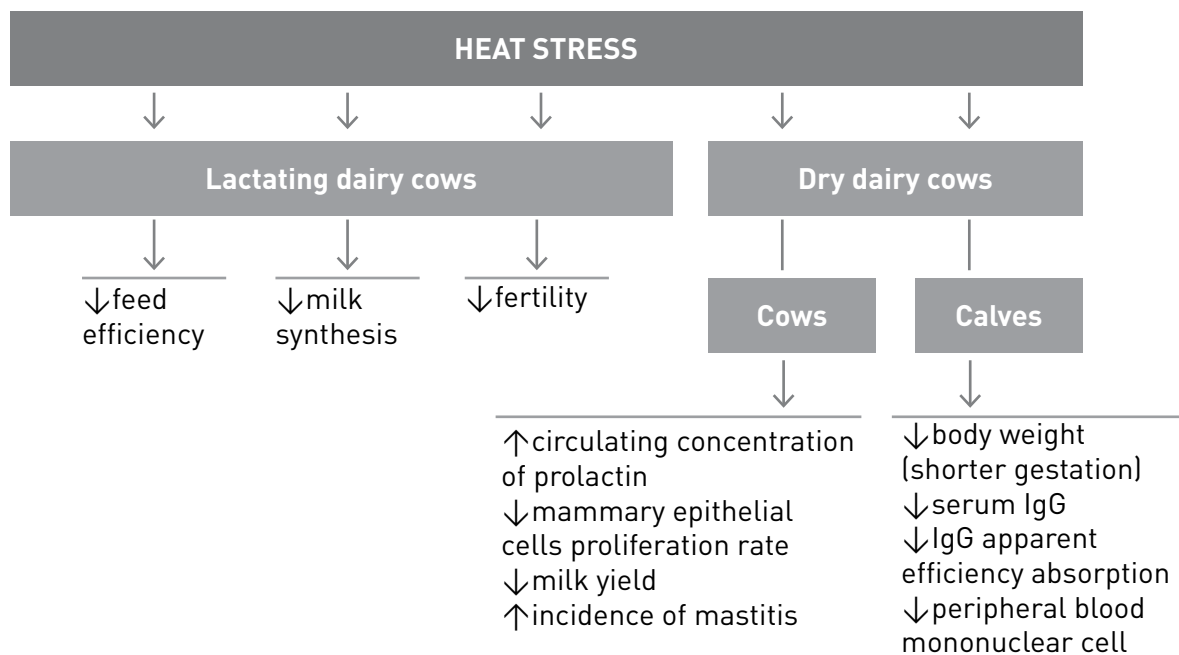 HEAT STRESS
Lactating dairy cows
Dry dairy cows
↓feed
efficiency
↓milk
synthesis
↓fertility
Cows
Calves
↑circulating concentration
of prolactin
↓mammary epithelial
cells proliferation rate
↓milk yield
↑incidence of mastitis
↓body weight
(shorter gestation)
↓serum IgG
↓IgG apparent
efficiency absorption
↓peripheral blood
mononuclear cell